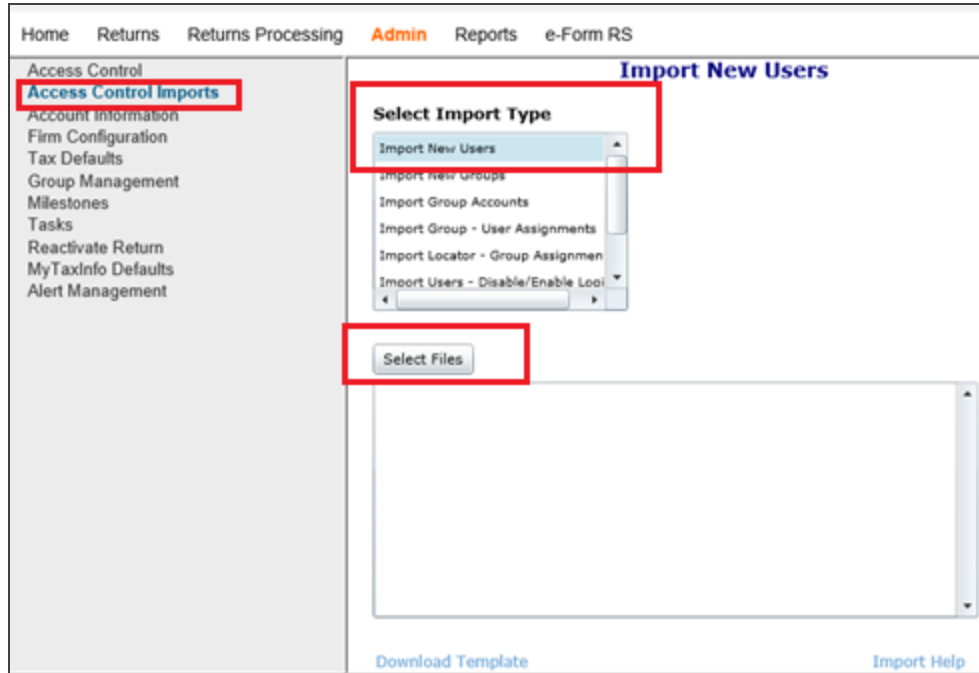 Home Returns Returns Processing Admin Reports e-Form RS
Access Control
Access Control Imports
Account Information
Firm Configuration
Tax Defaults
Group Management
Milestones
Tasks
Reactivate Return
MyTaxInfo Defaults
Alert Management
Import New Users
Select Import Type
Import New Users
Import New Groups
Import Group Accounts
Import Group - User Assignments
Import Locator - Group Assignmen
Import Users - Disable/Enable Logi
Select Files
Download Template Import Help